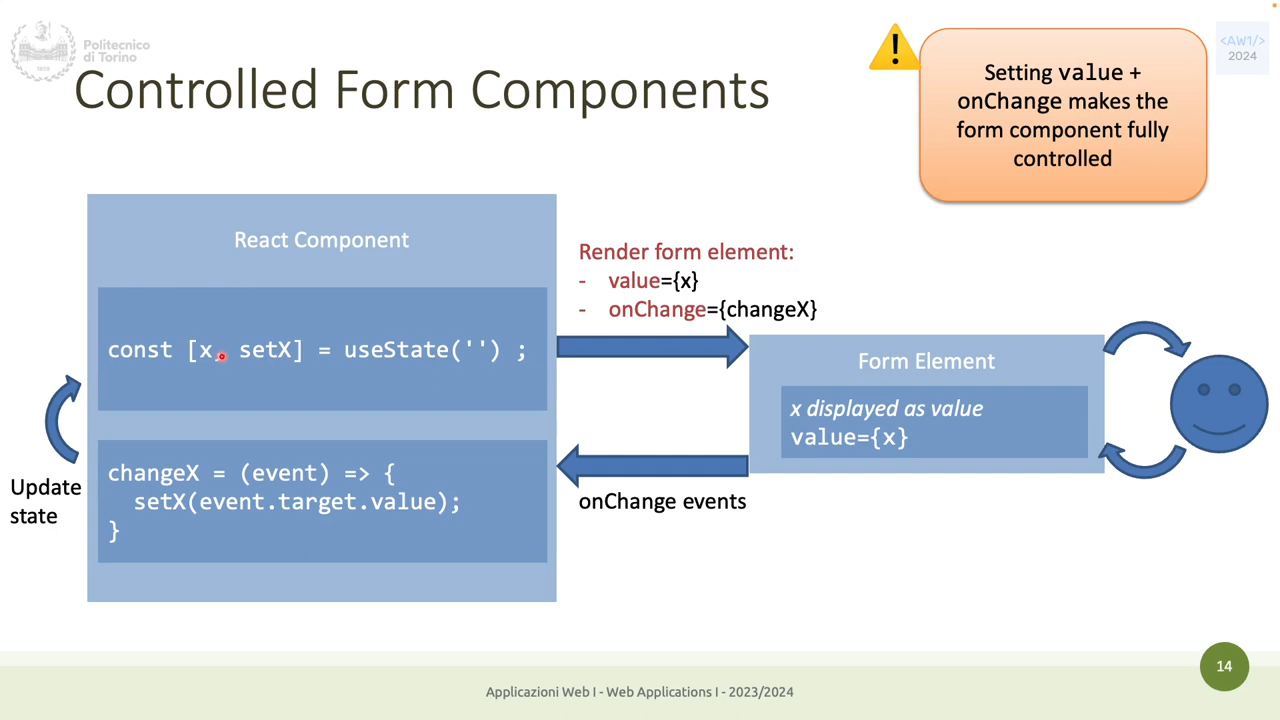 Politecnico
di Torino
Controlled Form Components
Setting value +
onChange makes the
form component fully
controlled
<AW1/>
2024
React Component
const [x, setX] = useState('') ;
changeX = (event) => {
setX(event.target.value);
}
Update
state
Render form element:
- value={x}
- onChange={changeX}
onChange events
Form Element
x displayed as value
value={x}
14
Applicazioni Web I - Web Applications I - 2023/2024